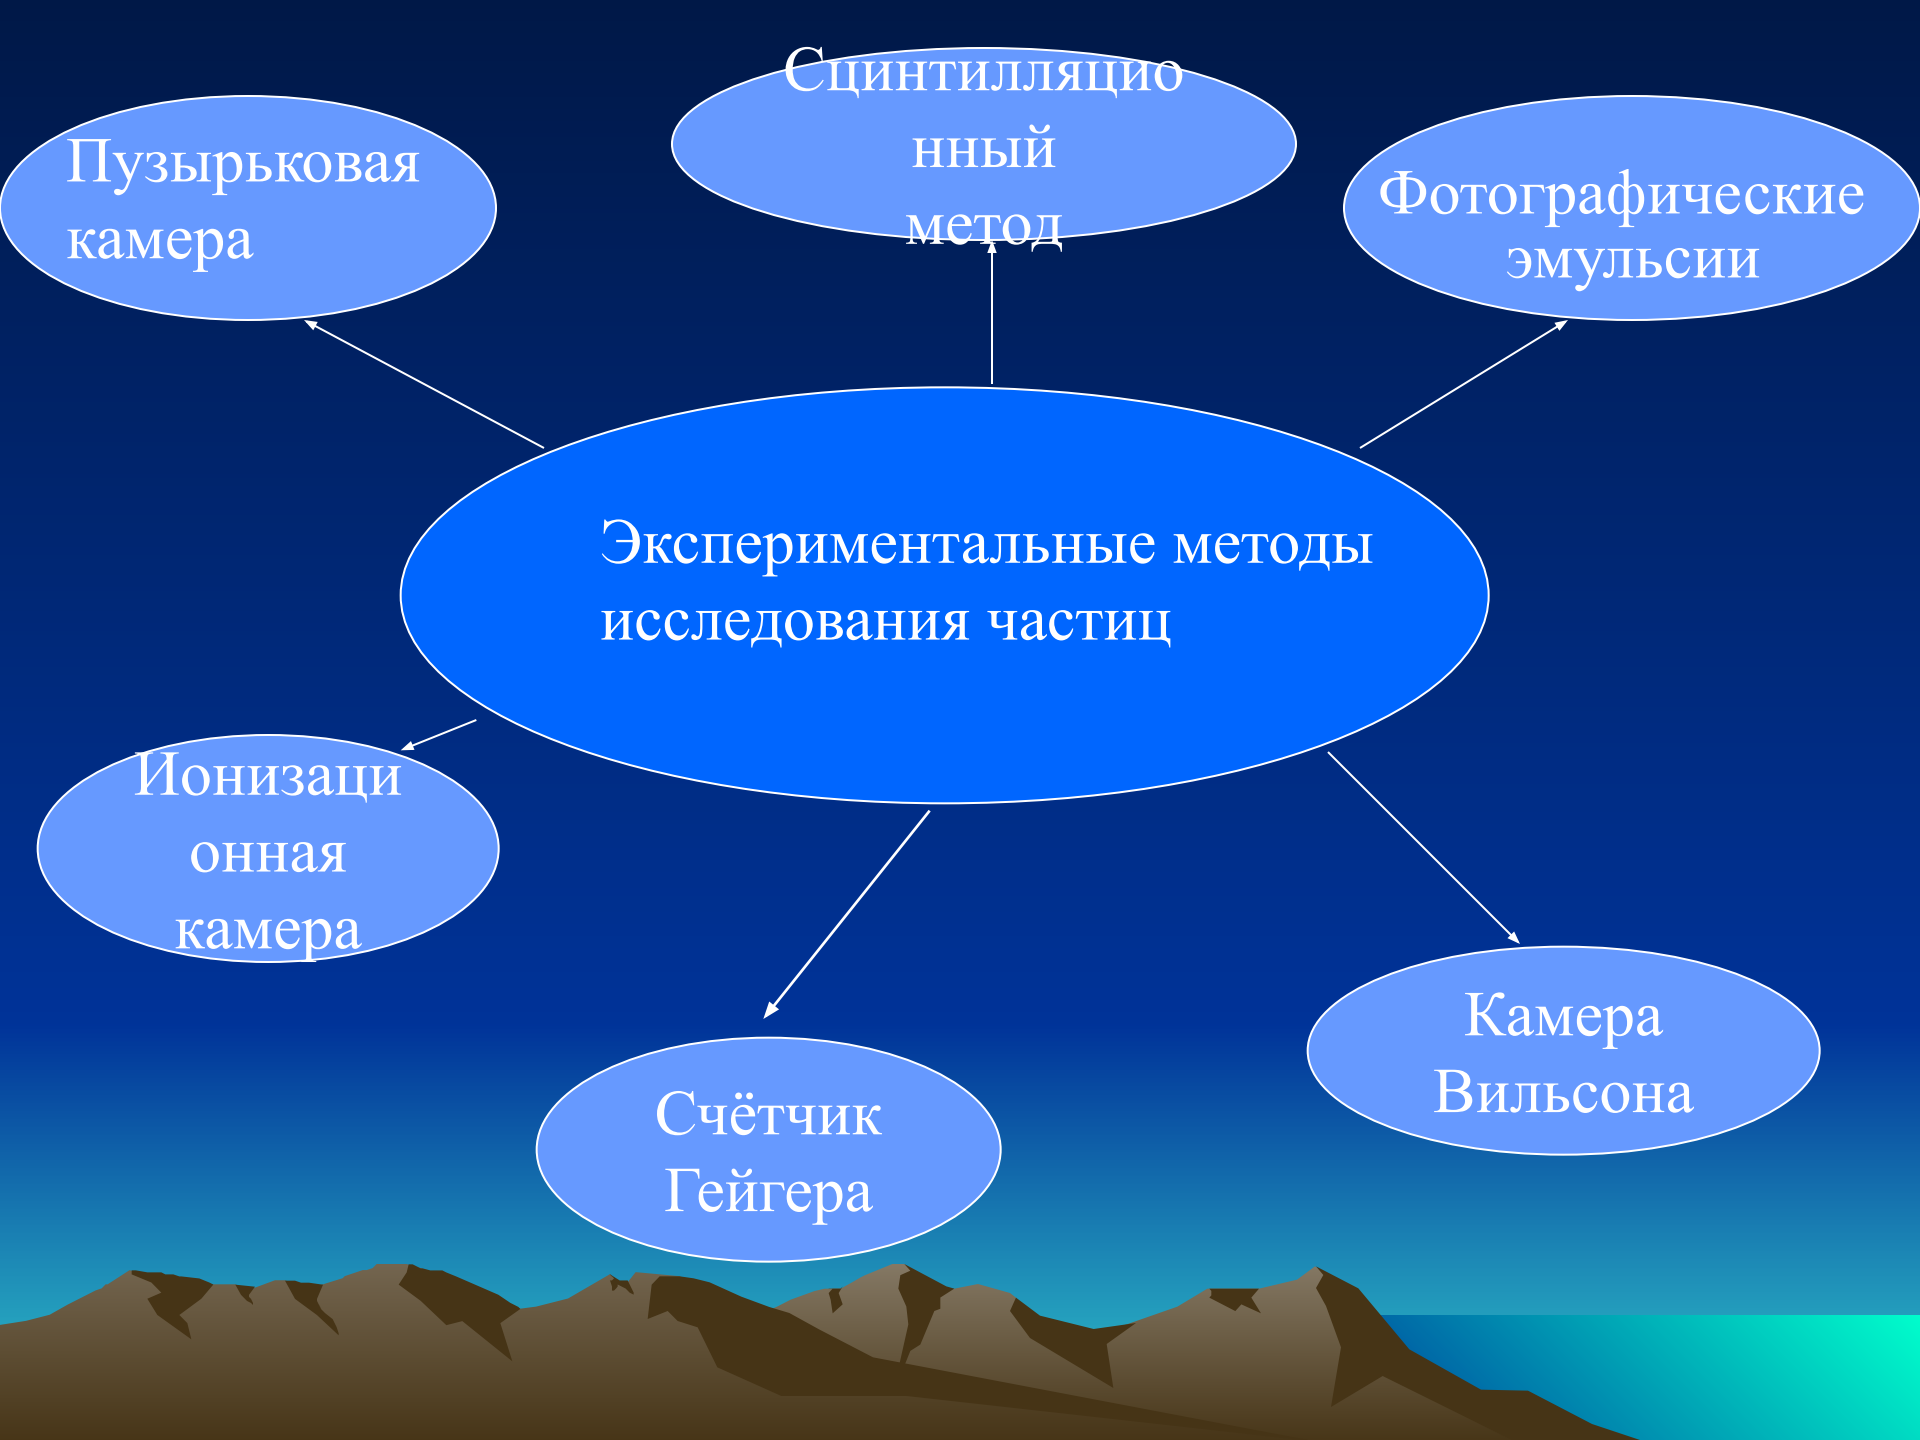 Сцинтилляцио
нный
метод
Пузырьковая
камера
Фотографические
эмульсии
Экспериментальные методы
исследования частиц
Ионизаци
онная
камера
Камера
Вильсона
Счётчик
Гейгера